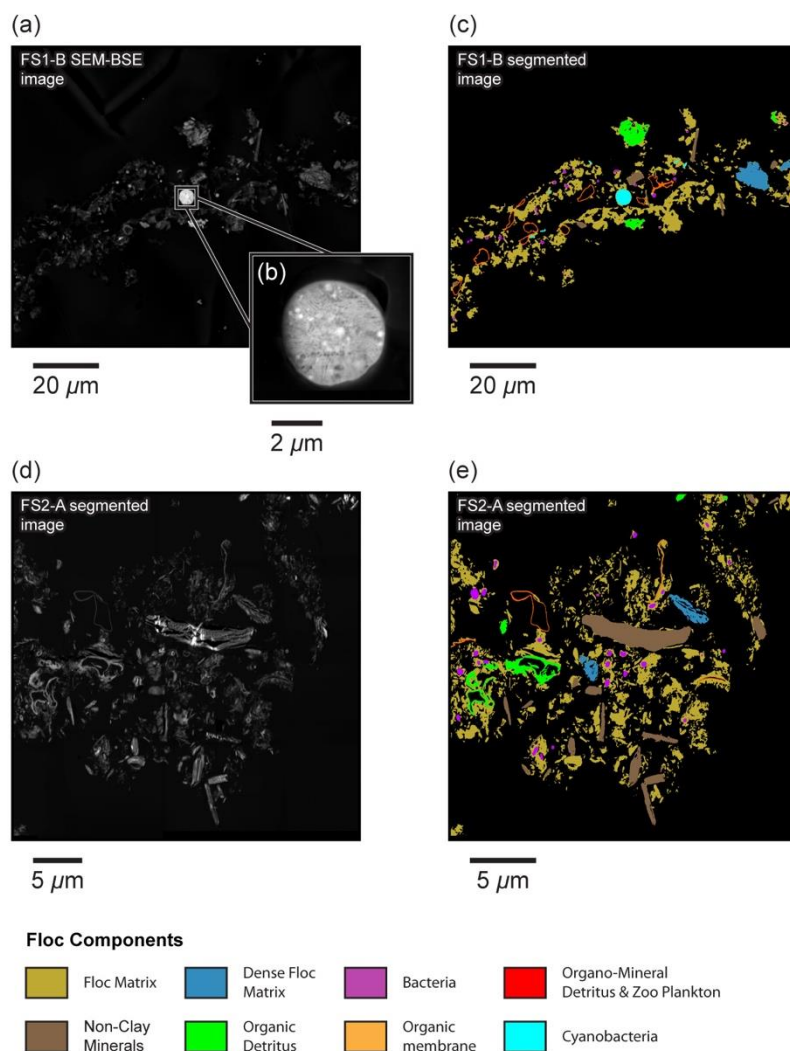 (a)
(c)
FS1-B SEM-BSE
image
FS1-B segmented
image
(b)
20 µm
20 µm
2 µm
(d)
(e)
FS2-A segmented
image
FS2-A segmented
image
5 µm
5 µm
Floc Components
Floc Matrix
Dense Floc
Matrix
Bacteria
Organo-Mineral
Detritus & Zoo Plankton
Non-Clay
Minerals
Organic
Detritus
Organic
membrane
Cyanobacteria